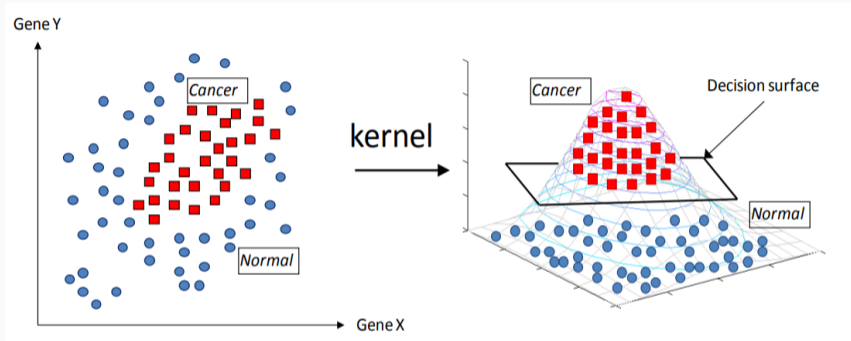 Gene Y
Cancer
Normal
Gene X
kernel
Cancer
Decision surface
Normal